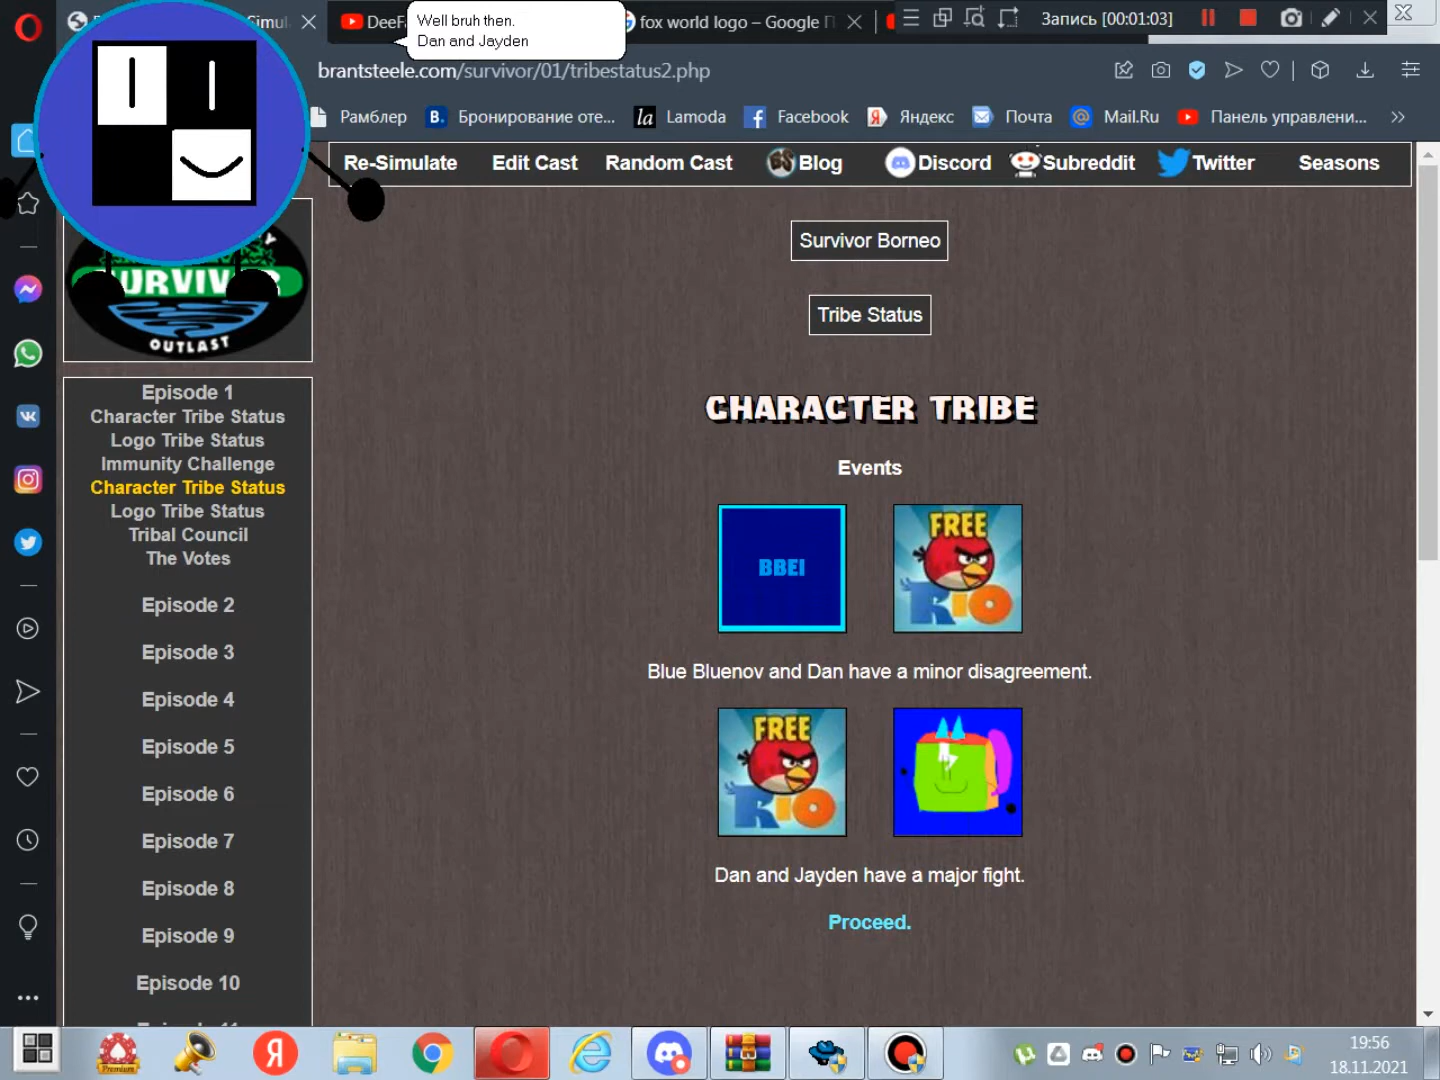 Simul
DeeF
Well bruh then.
Dan and Jayden
fox world logo – Google П
Запись [00:01:03]
brantsteele.com/survivor/01/tribestatus2.php
Рамблер
B.
Бронирование оте...
la
Lamoda
Facebook
Я
Яндекс
Почта
Mail.Ru
Панель управлени...
Re-Simulate
Edit Cast
Random Cast
Blog
Discord
Subreddit
Twitter
Seasons
SURVIVOR
OUTLAST
Survivor Borneo
Tribe Status
Episode 1
Character Tribe Status
Logo Tribe Status
Immunity Challenge
Character Tribe Status
Logo Tribe Status
Tribal Council
The Votes
Episode 2
Episode 3
Episode 4
Episode 5
Episode 6
Episode 7
Episode 8
Episode 9
Episode 10
CHARACTER TRIBE
Events
BBEI
FREE
RIO
Blue Bluenov and Dan have a minor disagreement.
FREE
RIO
Dan and Jayden have a major fight.
Proceed.
Premium
Я
19:56
18.11.2021